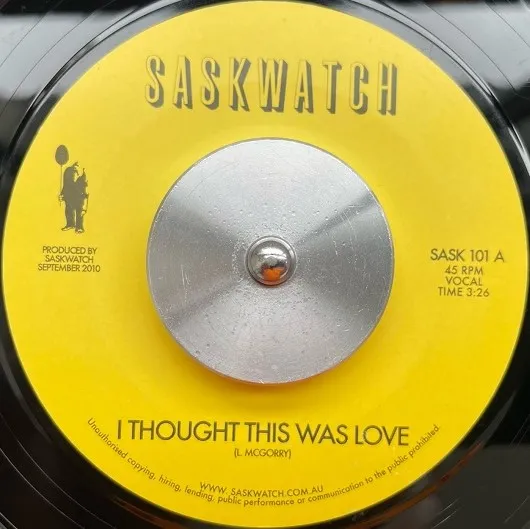 SASKWATCH
PRODUCED BY
SASKWATCH
SEPTEMBER 2010
SASK 101 A
45 RPM
VOCAL
TIME 3:26
I THOUGHT THIS WAS LOVE
(L. MCGORRY)
WWW.SASKWATCH.COM.AU
Unauthorised copying, hiring, lending, public performance or communication to the public prohibited.